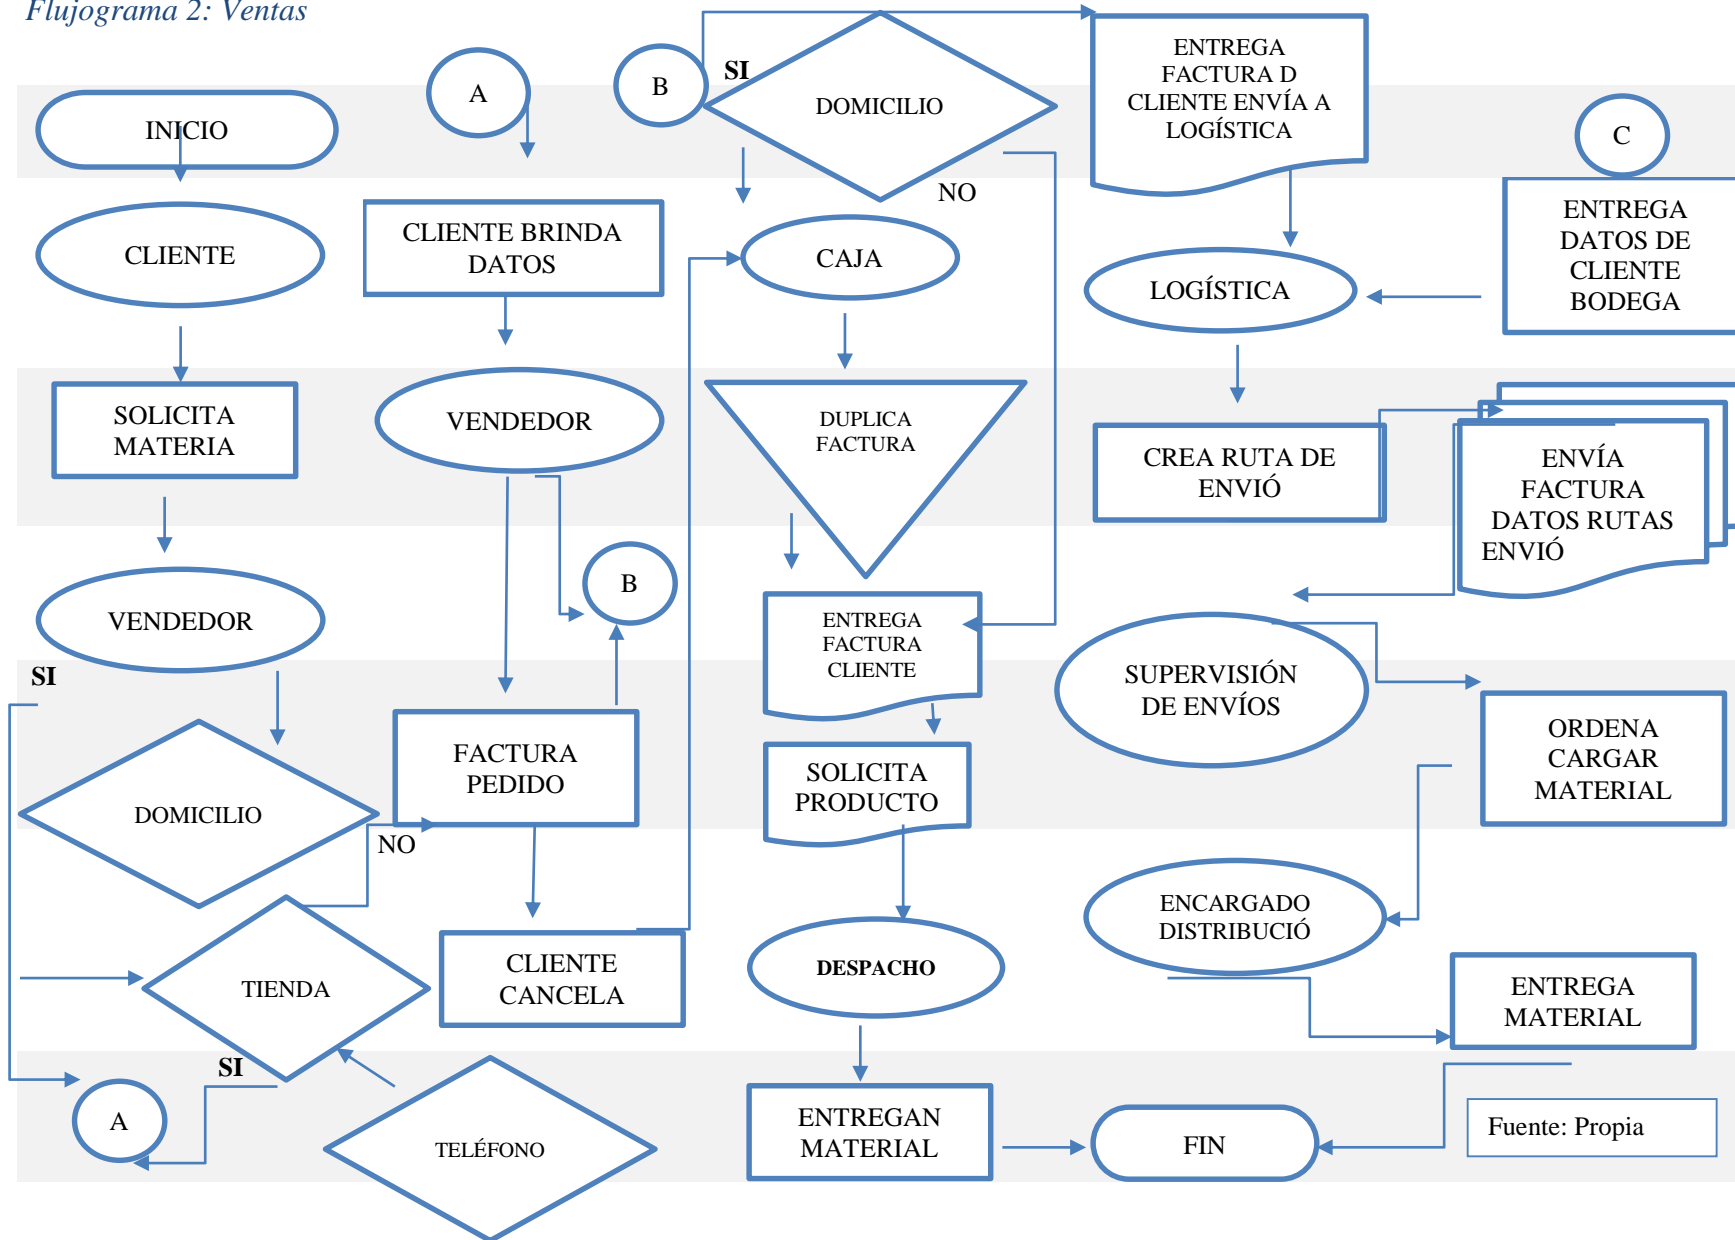 Flujograma 2: Ventas
INICIO
CLIENTE
SOLICITA
MATERIA
VENDEDOR
SI
DOMICILIO
NO
TIENDA
SI
A
TELÉFONO
A
CLIENTE BRINDA
DATOS
VENDEDOR
B
FACTURA
PEDIDO
CLIENTE
CANCELA
B
SI
DOMICILIO
NO
CAJA
DUPLICA
FACTURA
ENTREGA
FACTURA
CLIENTE
SOLICITA
PRODUCTO
DESPACHO
ENTREGAN
MATERIAL
ENTREGA
FACTURA D
CLIENTE ENVÍA A
LOGÍSTICA
LOGÍSTICA
CREA RUTA DE
ENVIÓ
SUPERVISIÓN
DE ENVÍOS
ENCARGADO
DISTRIBUCIÓ
FIN
C
ENTREGA
DATOS DE
CLIENTE
BODEGA
ENVÍA
FACTURA
DATOS RUTAS
ENVIÓ
ORDENA
CARGAR
MATERIAL
ENTREGA
MATERIAL
Fuente: Propia